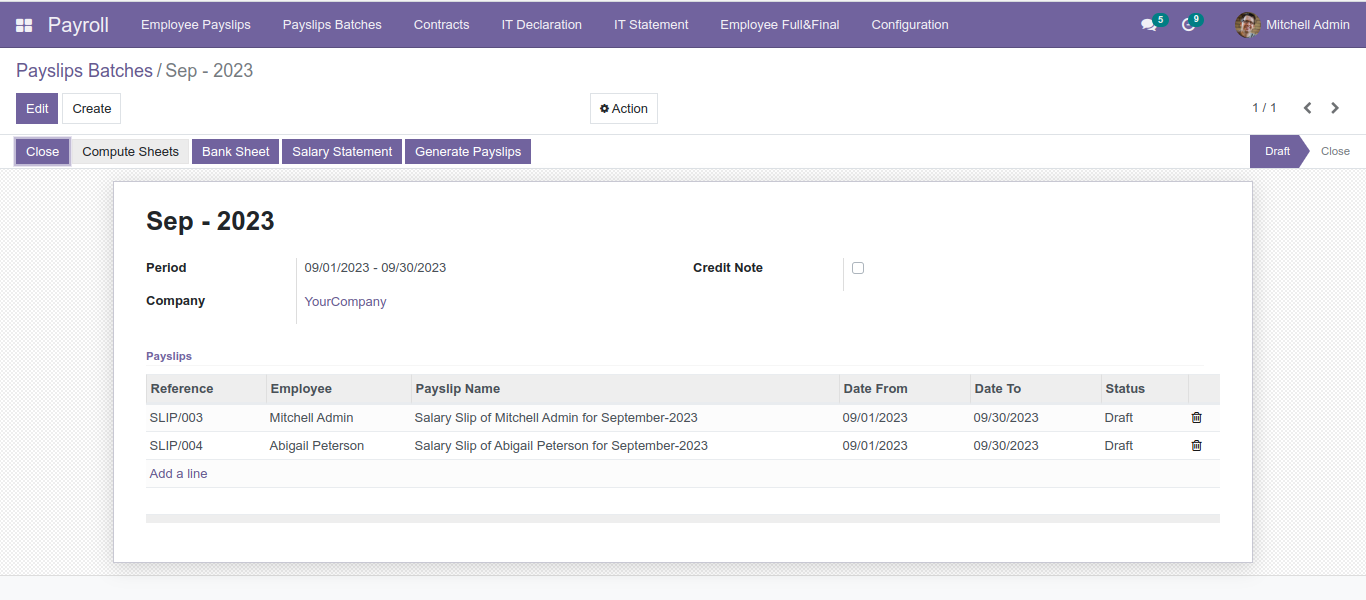 Payroll Employee Payslips Payslips Batches Contracts IT Declaration IT Statement Employee Full&Final Configuration 5 9 Mitchell Admin
Payslips Batches / Sep - 2023
Edit Create Action 1 / 1
Close Compute Sheets Bank Sheet Salary Statement Generate Payslips Draft Close
Sep - 2023
Period 09/01/2023 - 09/30/2023 Credit Note
Company YourCompany
Payslips
Reference Employee Payslip Name Date From Date To Status
SLIP/003 Mitchell Admin Salary Slip of Mitchell Admin for September-2023 09/01/2023 09/30/2023 Draft
SLIP/004 Abigail Peterson Salary Slip of Abigail Peterson for September-2023 09/01/2023 09/30/2023 Draft
Add a line